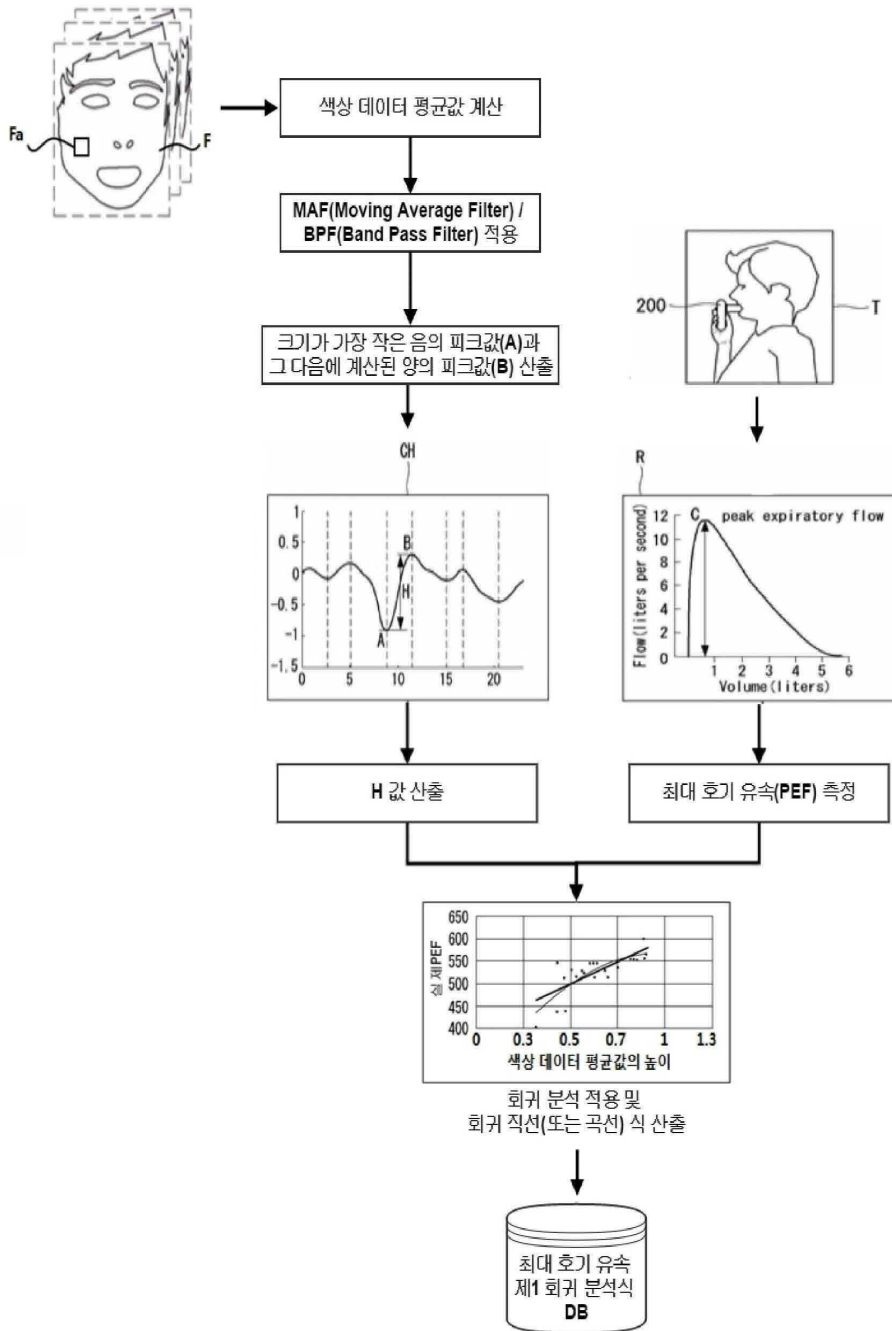 Fa
F
색상 데이터 평균값 계산
MAF(Moving Average Filter) /
BPF(Band Pass Filter) 적용
200
T
크기가 가장 작은 음의 피크값(A)과
그 다음에 계산된 양의 피크값(B) 산출
CH
1
0.5
0
-0.5
-1
-1.5
B
H
A
0 5 10 15 20
R
C peak expiratory flow
Flow(liters per second)
12
10
8
6
4
2
0
1 2 3 4 5 6
Volume(liters)
H 값 산출
최대 호기 유속(PEF) 측정
실제PEF
650
600
550
500
450
400
0 0.3 0.5 0.7 1 1.3
색상 데이터 평균값의 높이
회귀 분석 적용 및
회귀 직선(또는 곡선) 식 산출
최대 호기 유속
제1 회귀 분석식
DB